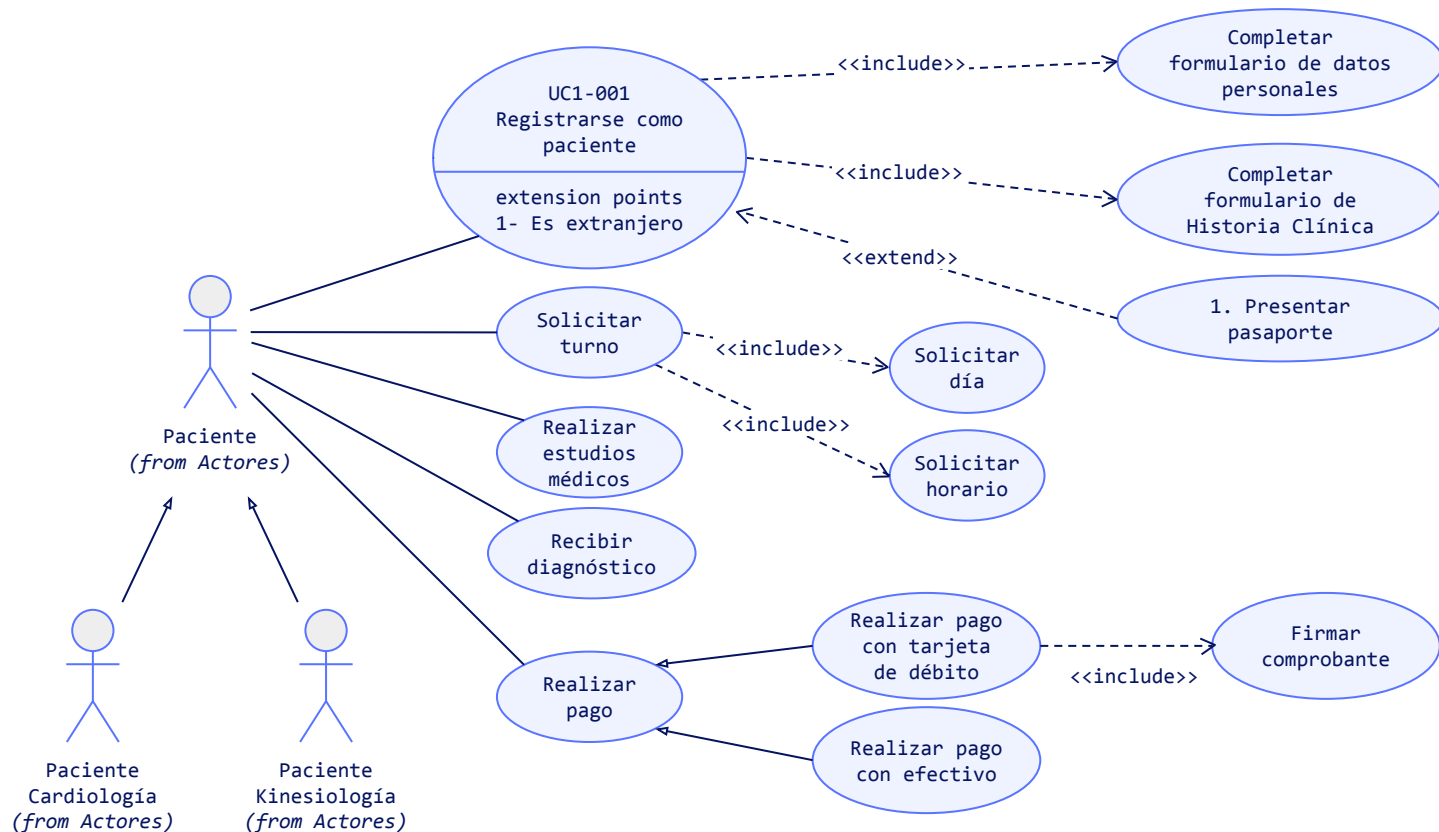 Completar
formulario de datos
personales
<<include>>
UC1-001
Registrarse como
paciente
extension points
1- Es extranjero
<<include>>
Completar
formulario de
Historia Clínica
<<extend>>
1. Presentar
pasaporte
Solicitar
turno
<<include>>
Solicitar
día
<<include>>
Solicitar
horario
Paciente
(from Actores)
Realizar
estudios
médicos
Recibir
diagnóstico
Realizar pago
con tarjeta
de débito
<<include>>
Firmar
comprobante
Realizar
pago
Realizar pago
con efectivo
Paciente
Cardiología
(from Actores)
Paciente
Kinesiología
(from Actores)